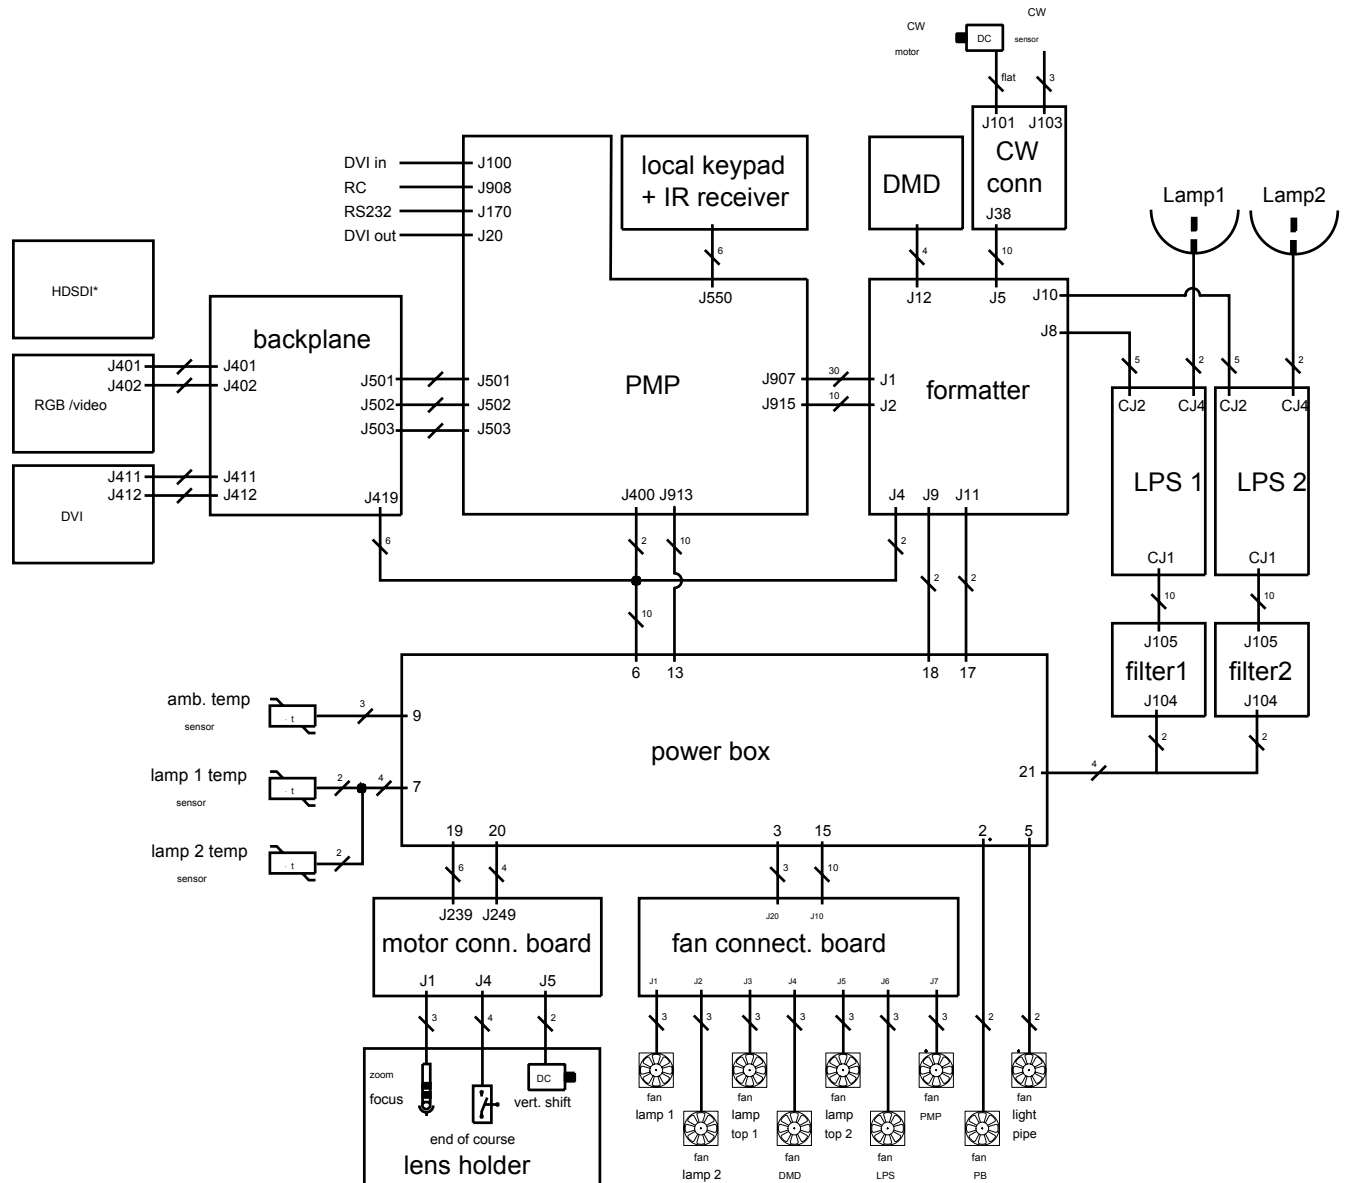 CW
motor
DC
CW
sensor
flat
3
J101 J103
CW
conn
J38
10
DMD
4
local keypad
+ IR receiver
6
J550
DVI in
RC
RS232
DVI out
J100
J908
J170
J20
Lamp1
Lamp2
HDSDI*
RGB /video
J401
J402
DVI
J411
J412
backplane
J401
J402
J411
J412
J501
J502
J503
J419
6
PMP
J501
J502
J503
J907
J915
J400 J913
30
10
2
10
10
formatter
J12
J5
J10
J8
J1
J2
J4 J9 J11
2
2
2
5
2
5
2
CJ2 CJ4
LPS 1
CJ1
10
CJ2 CJ4
LPS 2
CJ1
10
J105
filter1
J104
2
J105
filter2
J104
2
4
power box
6 13
18 17
9
7
21
19 20
3 15
2 5
amb. temp
sensor
- t
3
lamp 1 temp
sensor
- t
2
4
lamp 2 temp
sensor
- t
2
6
4
3
10
J239 J249
motor conn. board
J1 J4 J5
3
4
2
J20 J10
fan connect. board
J1 J2 J3 J4 J5 J6 J7
3
3
3
3
3
3
3
2
2
zoom
focus
end of course
DC
vert. shift
lens holder
fan
lamp 1
fan
lamp 2
fan
lamp
top 1
fan
DMD
fan
lamp
top 2
fan
LPS
fan
PMP
fan
PB
fan
light
pipe